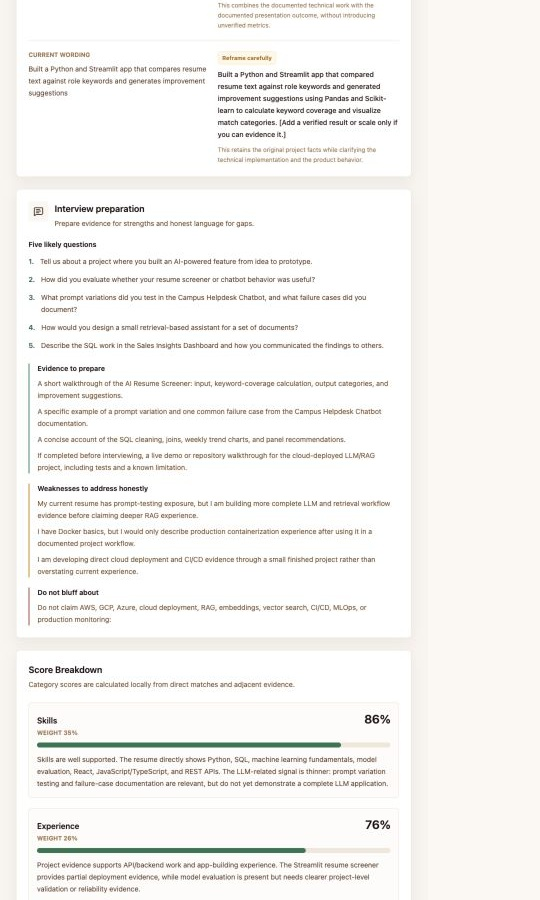 This combines the documented technical work with the
documented presentation outcome, without introducing
unverified metrics.
CURRENT WORDING
Built a Python and Streamlit app that compares resume
text against role keywords and generates improvement
suggestions
Reframe carefully
Built a Python and Streamlit app that compared
resume text against role keywords and generated
improvement suggestions using Pandas and Scikit-
learn to calculate keyword coverage and visualize
match categories. [Add a verified result or scale only if
you can evidence it.]
This retains the original project facts while clarifying the
technical implementation and the product behavior.
Interview preparation
Prepare evidence for strengths and honest language for gaps.
Five likely questions
1. Tell us about a project where you built an AI-powered feature from idea to prototype.
2. How did you evaluate whether your resume screener or chatbot behavior was useful?
3. What prompt variations did you test in the Campus Helpdesk Chatbot, and what failure cases did you
document?
4. How would you design a small retrieval-based assistant for a set of documents?
5. Describe the SQL work in the Sales Insights Dashboard and how you communicated the findings to others.
Evidence to prepare
A short walkthrough of the AI Resume Screener: input, keyword-coverage calculation, output categories, and
improvement suggestions.
A specific example of a prompt variation and one common failure case from the Campus Helpdesk Chatbot
documentation.
A concise account of the SQL cleaning, joins, weekly trend charts, and panel recommendations.
If completed before interviewing, a live demo or repository walkthrough for the cloud-deployed LLM/RAG
project, including tests and a known limitation.
Weaknesses to address honestly
My current resume has prompt-testing exposure, but I am building more complete LLM and retrieval workflow
evidence before claiming deeper RAG experience.
I have Docker basics, but I would only describe production containerization experience after using it in a
documented project workflow.
I am developing direct cloud deployment and CI/CD evidence through a small finished project rather than
overstating current experience.
Do not bluff about
Do not claim AWS, GCP, Azure, cloud deployment, RAG, embeddings, vector search, CI/CD, MLOps, or
production monitoring:
Score Breakdown
Category scores are calculated locally from direct matches and adjacent evidence.
Skills 86%
WEIGHT 35%
Skills are well supported. The resume directly shows Python, SQL, machine learning fundamentals, model
evaluation, React, JavaScript/TypeScript, and REST APIs. The LLM-related signal is thinner: prompt variation
testing and failure-case documentation are relevant, but do not yet demonstrate a complete LLM application.
Experience 76%
WEIGHT 26%
Project evidence supports API/backend work and app-building experience. The Streamlit resume screener
provides partial deployment evidence, while model evaluation is present but needs clearer project-level
validation or reliability evidence.